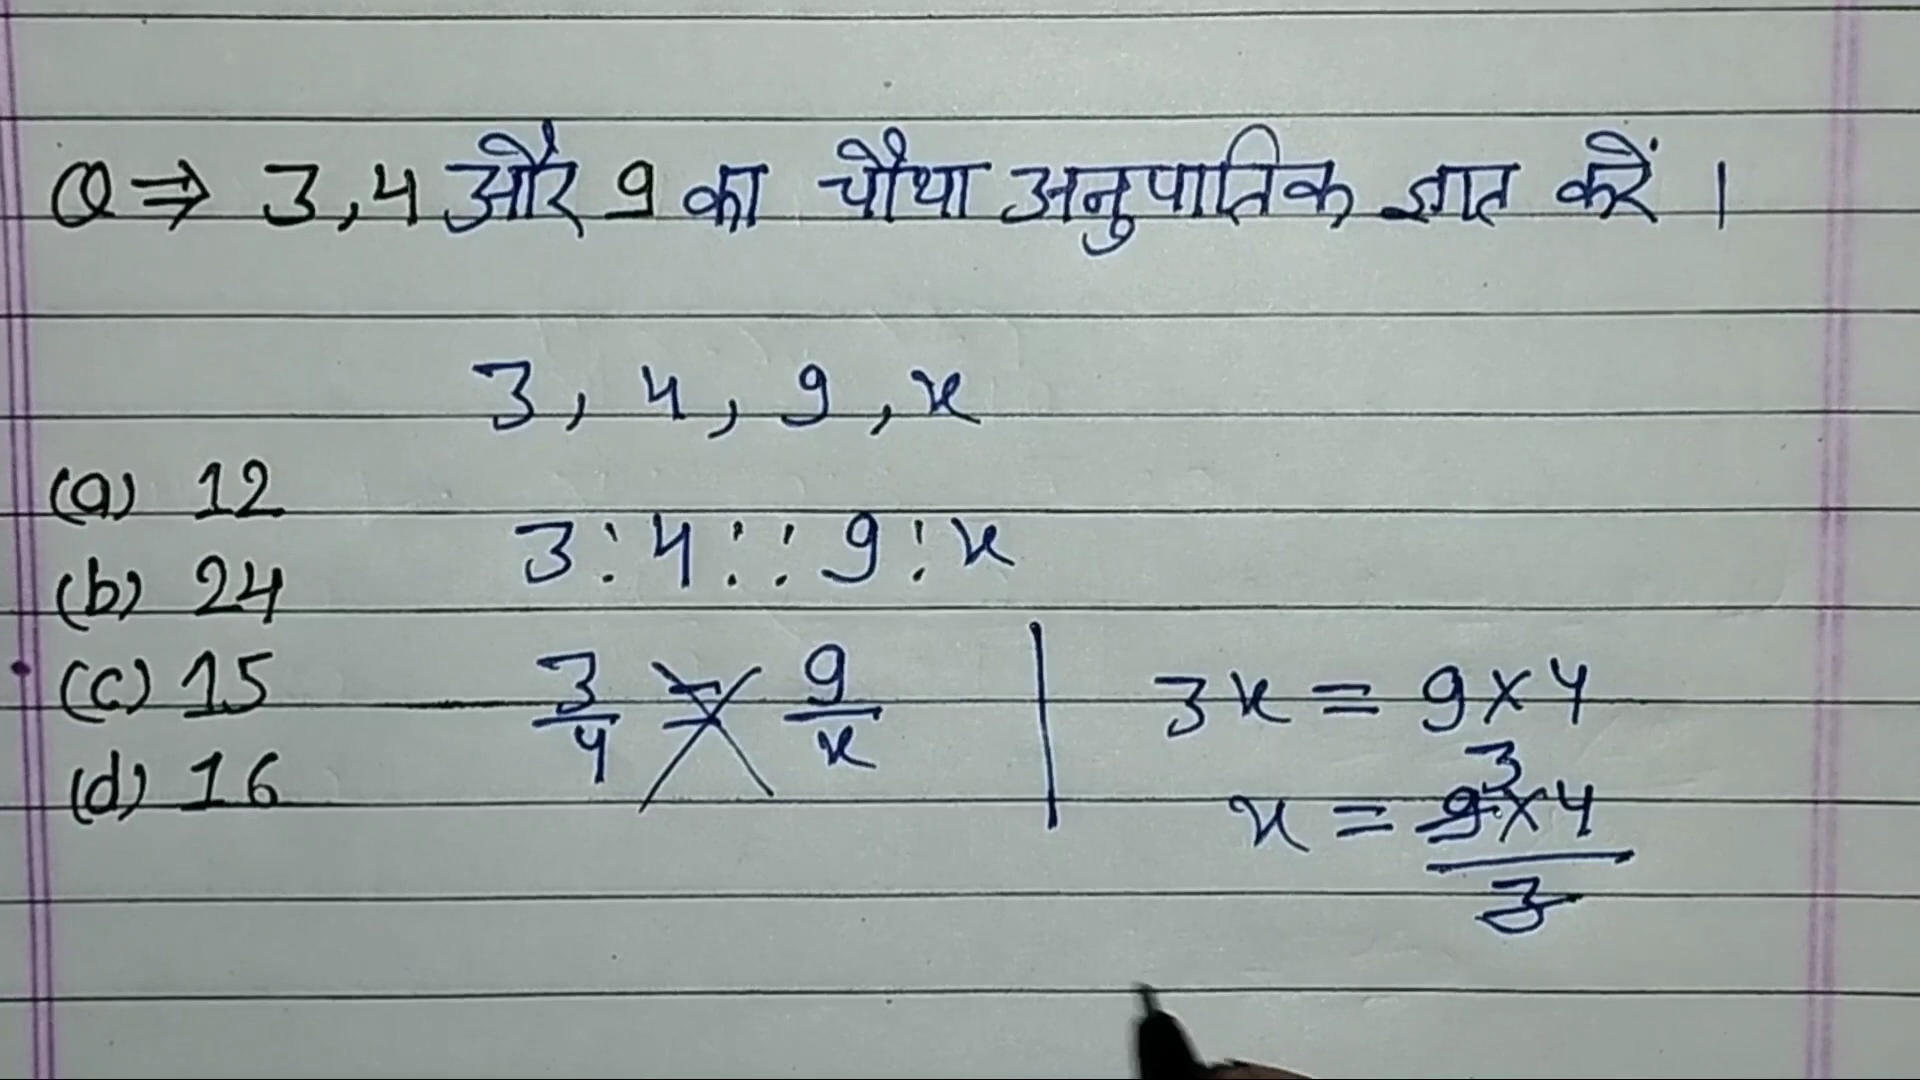 Q ⇒ 3,4 और 9 का चौथा अनुपातिक ज्ञात करें ।
3, 4, 9, x
(a) 12
3:4::9:x
(b) 24
(c) 15
(d) 16
3/4 = 9/x
3x = 9×4
x = 9×4/3
3